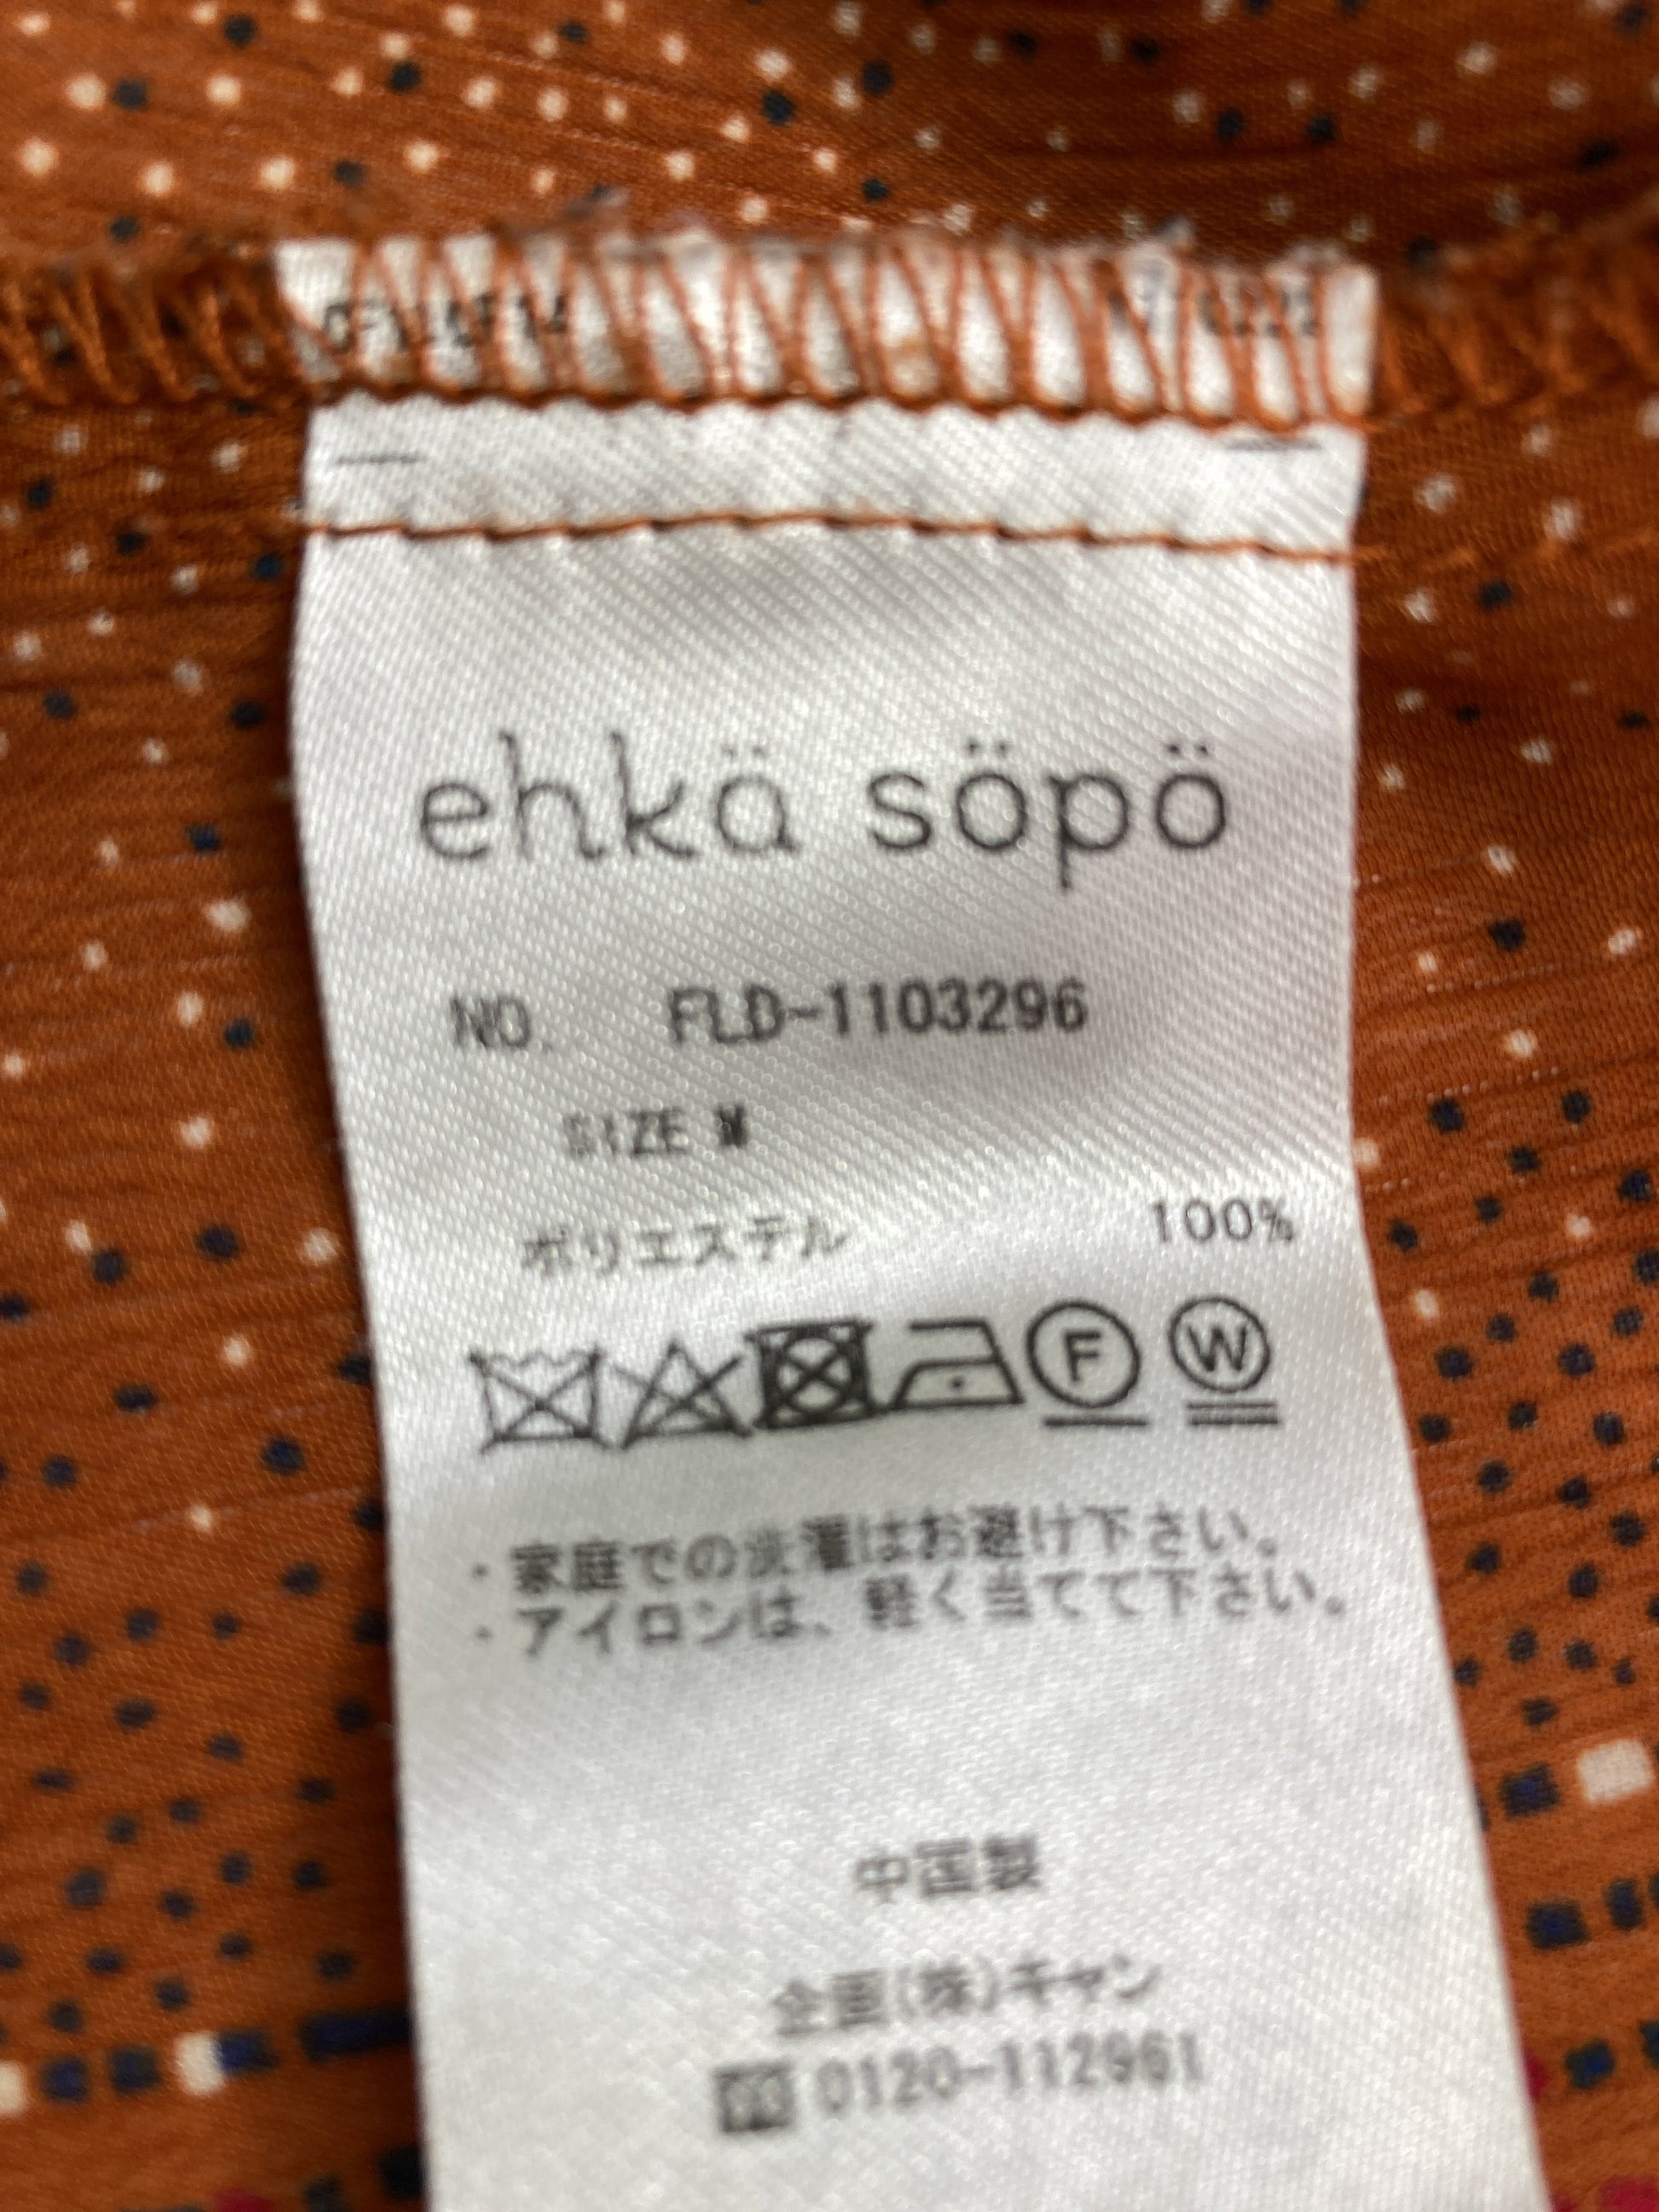 ehkä söpö
NO. FLD-1103296
SIZE M
ポリエステル 100%
F W
・家庭での洗濯はお避け下さい。
・アイロンは、軽く当てて下さい。
中国製
企画(株)キャン
0120-112961